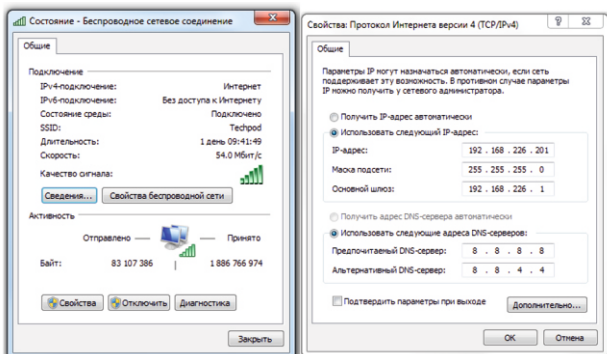 Состояние - Беспроводное сетевое соединение
Общие
Подключение
IPv4-подключение: Интернет
IPv6-подключение: Без доступа к Интернету
Состояние среды: Подключено
SSID: Techpod
Длительность: 1 день 09:41:49
Скорость: 54.0 Мбит/с
Качество сигнала:
Сведения... Свойства беспроводной сети
Активность
Отправлено — — Принято
Байт: 83 107 386 | 1 886 766 974
Свойства Отключить Диагностика
Закрыть
Свойства: Протокол Интернета версии 4 (TCP/IPv4)
Общие
Параметры IP могут назначаться автоматически, если сеть
поддерживает эту возможность. В противном случае параметры
IP можно получить у сетевого администратора.
Получить IP-адрес автоматически
Использовать следующий IP-адрес:
IP-адрес: 192 . 168 . 226 . 201
Маска подсети: 255 . 255 . 255 . 0
Основной шлюз: 192 . 168 . 226 . 1
Получить адрес DNS-сервера автоматически
Использовать следующие адреса DNS-серверов:
Предпочитаемый DNS-сервер: 8 . 8 . 8 . 8
Альтернативный DNS-сервер: 8 . 8 . 4 . 4
Подтвердить параметры при выходе Дополнительно...
ОК Отмена